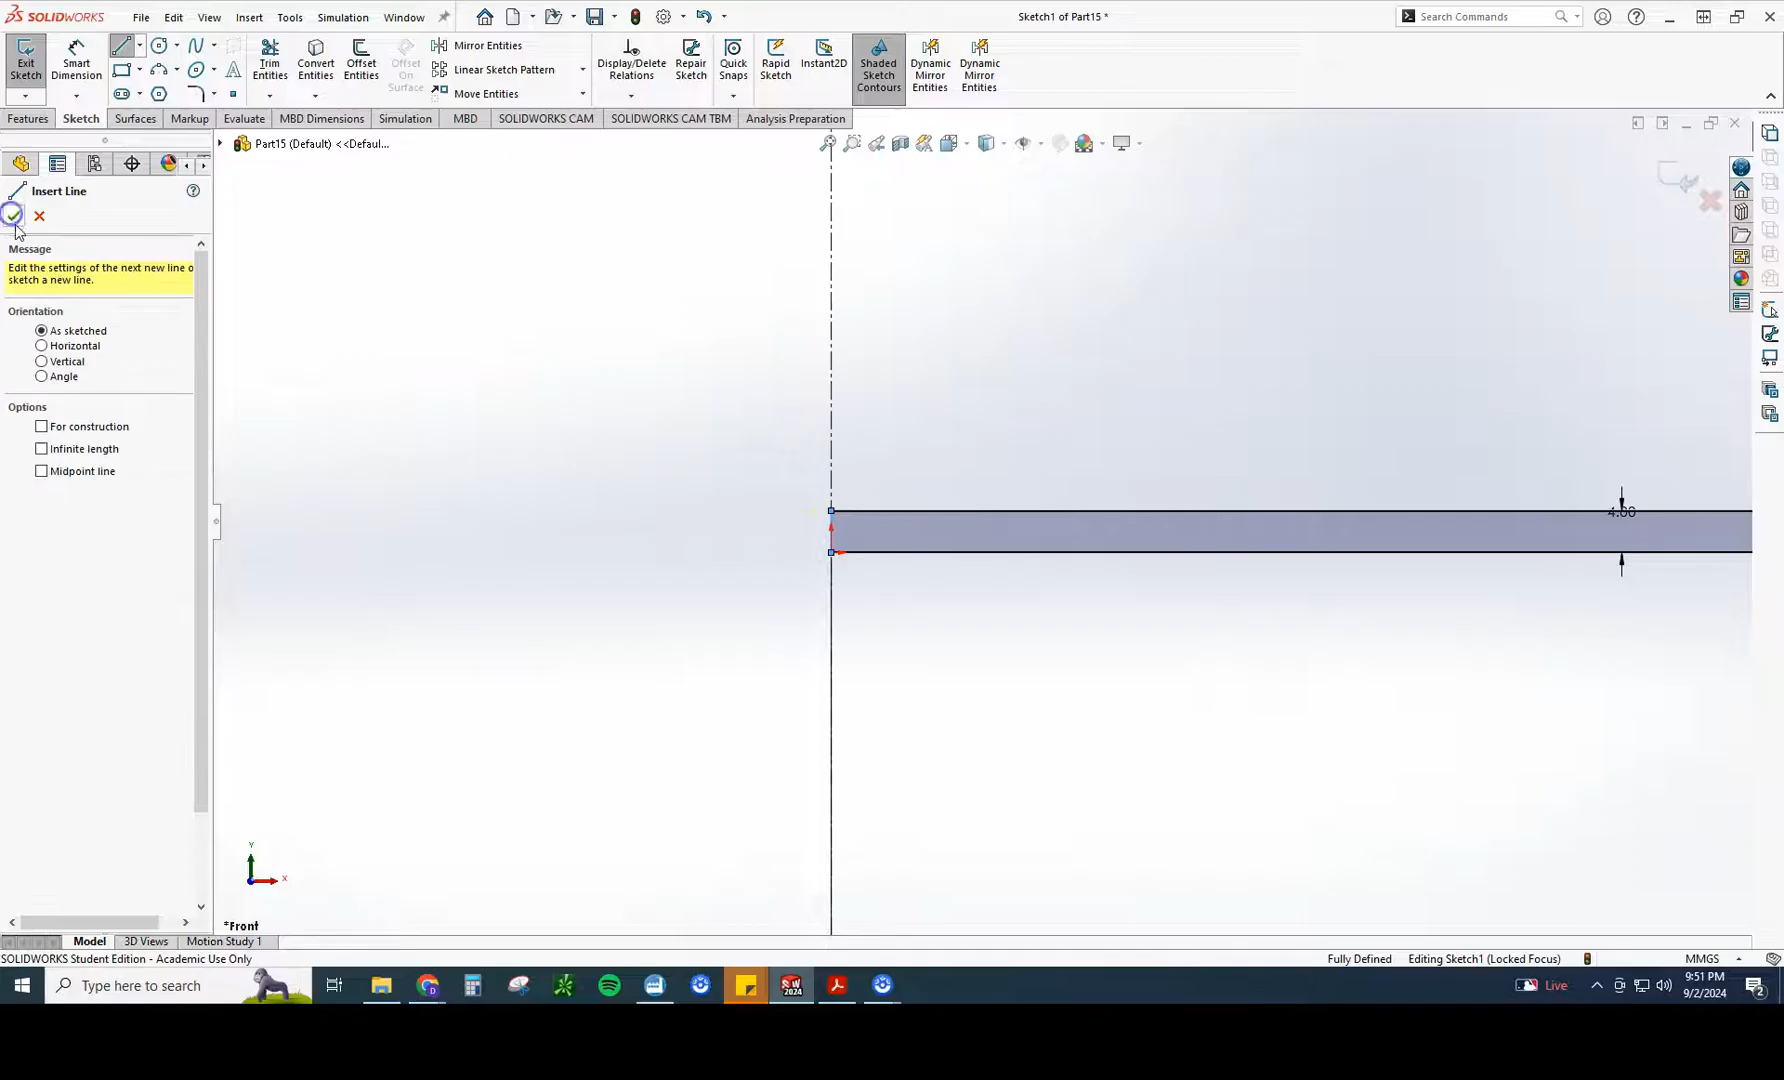 SOLIDWORKS File Edit View Insert Tools Simulation Window Sketch1 of Part15 * Search Commands
Exit Sketch
Smart Dimension
Trim Entities
Convert Entities
Offset Entities
Offset On Surface
Mirror Entities
Linear Sketch Pattern
Move Entities
Display/Delete Relations
Repair Sketch
Quick Snaps
Rapid Sketch
Instant2D
Shaded Sketch Contours
Dynamic Mirror Entities
Dynamic Mirror Entities
Features Sketch Surfaces Markup Evaluate MBD Dimensions Simulation MBD SOLIDWORKS CAM SOLIDWORKS CAM TBM Analysis Preparation
Part15 (Default) <<Defaul...
Insert Line
Message
Edit the settings of the next new line o
sketch a new line.
Orientation
As sketched
Horizontal
Vertical
Angle
Options
For construction
Infinite length
Midpoint line
4.00
Y
X
*Front
Model 3D Views Motion Study 1
SOLIDWORKS Student Edition - Academic Use Only Fully Defined Editing Sketch1 (Locked Focus) MMGS
Type here to search
SW 2024
Live
9:51 PM
9/2/2024
2